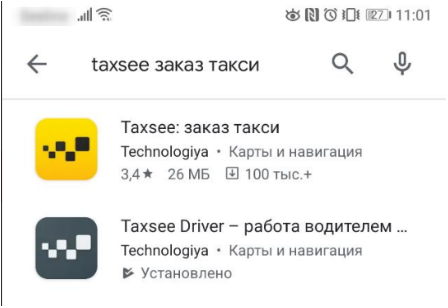 27 11:01
taxsee заказ такси
Taxsee: заказ такси
Technologiya • Карты и навигация
3,4★ 26 МБ 100 тыс.+
Taxsee Driver – работа водителем ...
Technologiya • Карты и навигация
Установлено